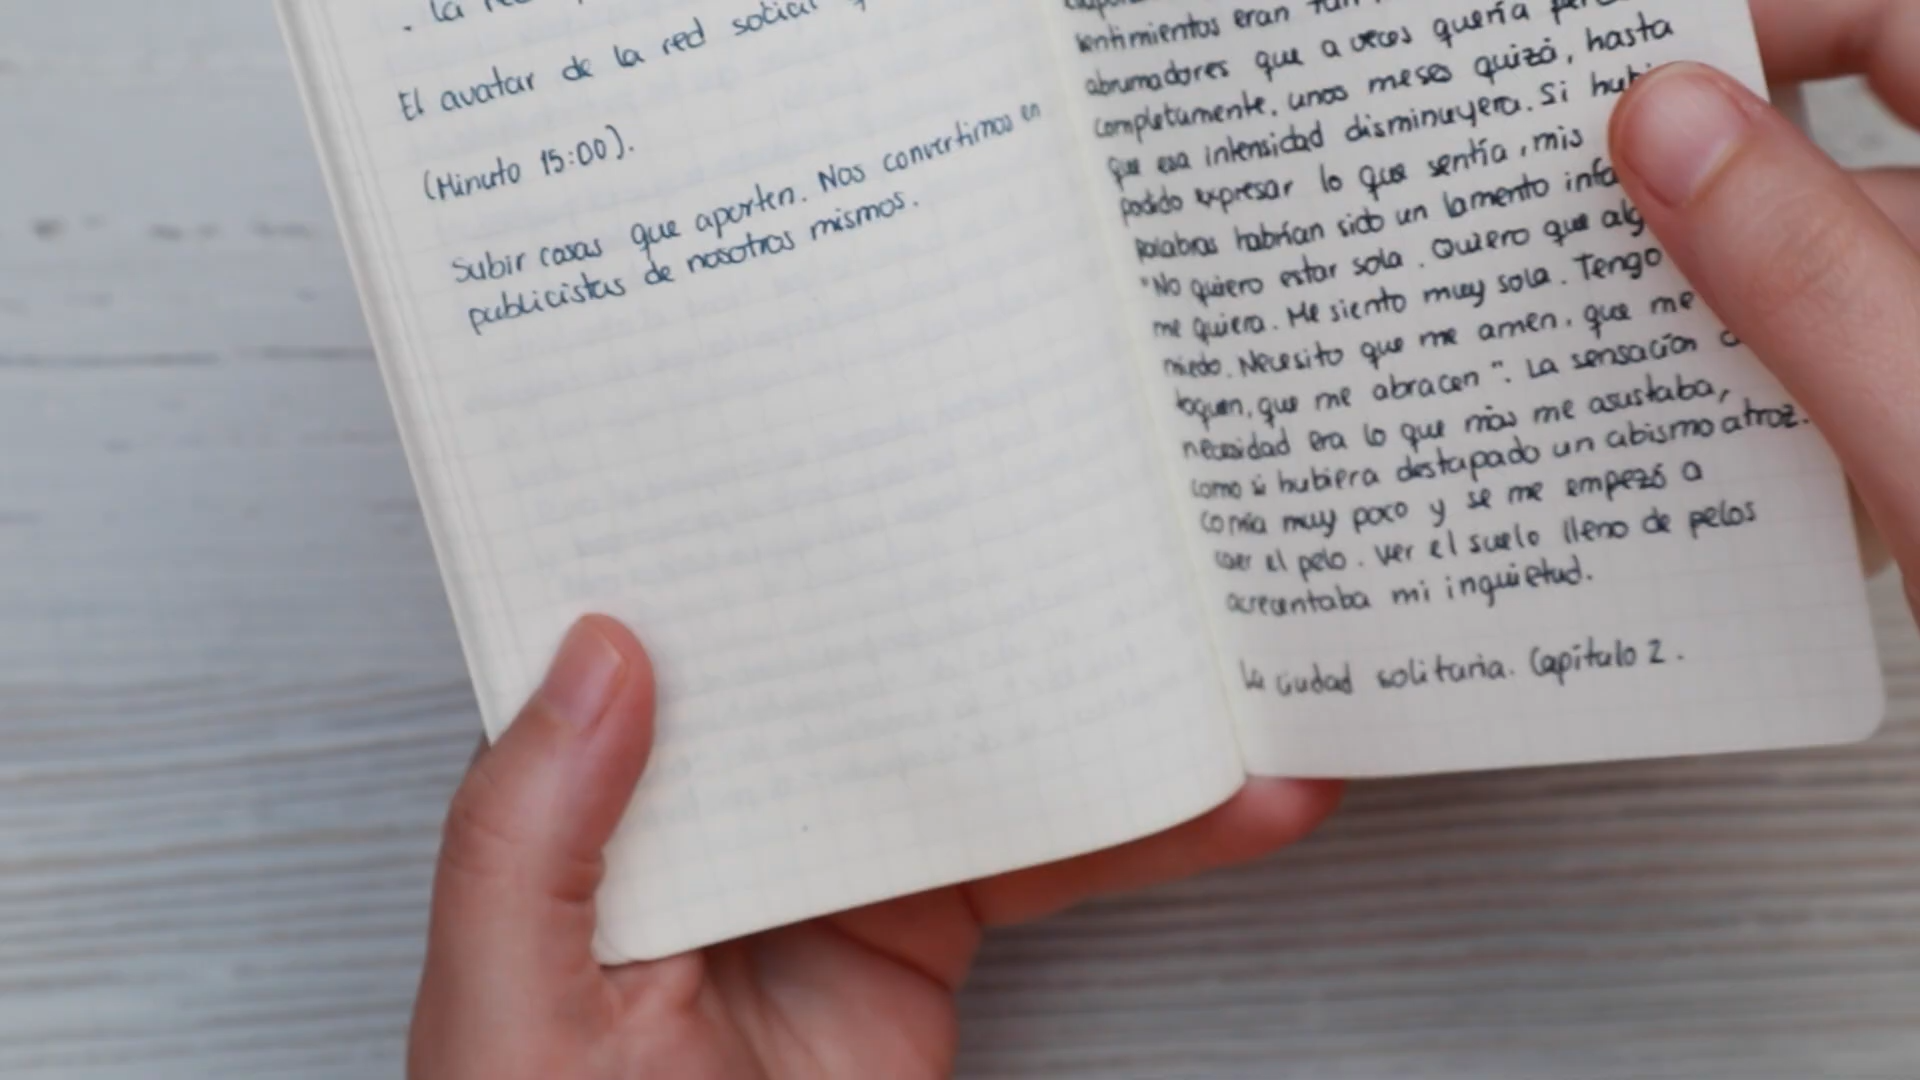 . La
El avatar de la red social
(Minuto 15:00).
Subir cosas que aporten. Nos convertimos en
publicistas de nosotros mismos.
sentimientos eran
abrumadores que a veces quería
completamente, unos meses quizá, hasta
que esa intensidad disminuyera. Si
podido expresar lo que sentía, mis
palabras habrían sido un lamento
"No quiero estar sola. Quiero que
me quiera. Me siento muy sola. Tengo
miedo. Necesito que me amen, que me
toquen, que me abracen". La sensación
necesidad era lo que más me asustaba,
como si hubiera destapado un abismo atroz.
Comía muy poco y se me empezó a
caer el pelo. Ver el suelo lleno de pelos
acrecentaba mi inquietud.
La ciudad solitaria. Capítulo 2.